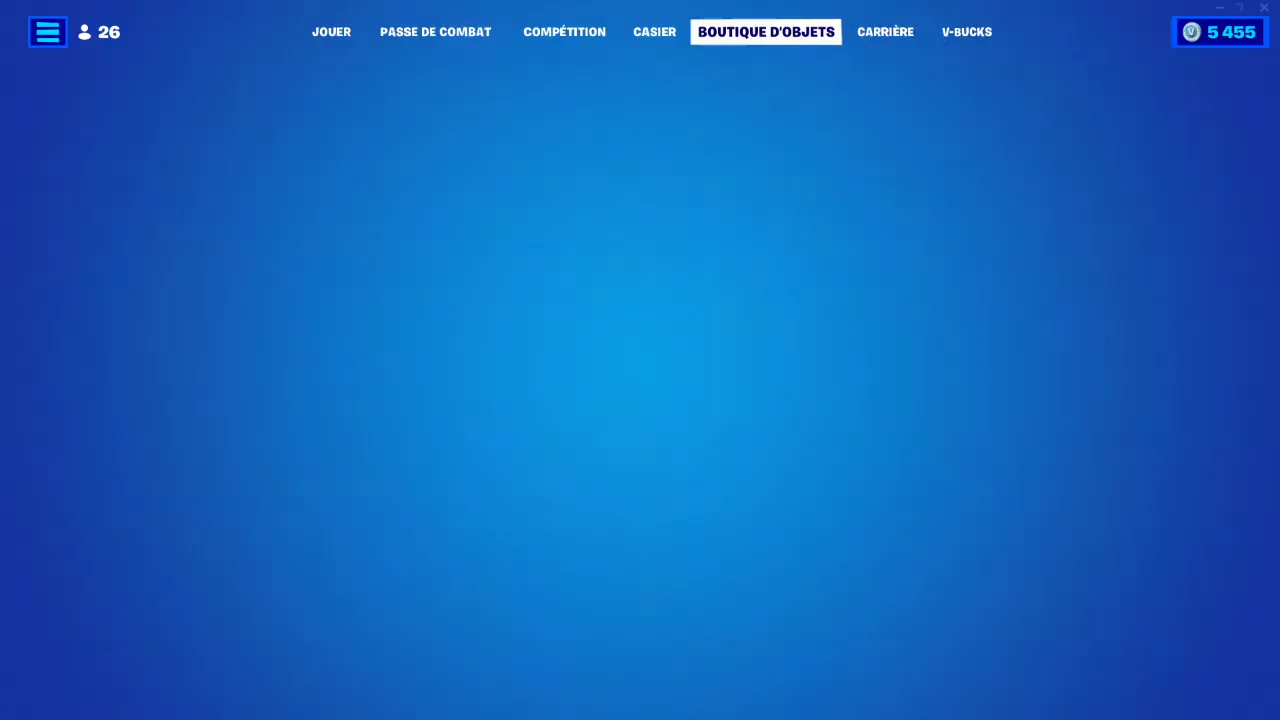 26
JOUER
PASSE DE COMBAT
COMPÉTITION
CASIER
BOUTIQUE D'OBJETS
CARRIÈRE
V-BUCKS
5 455